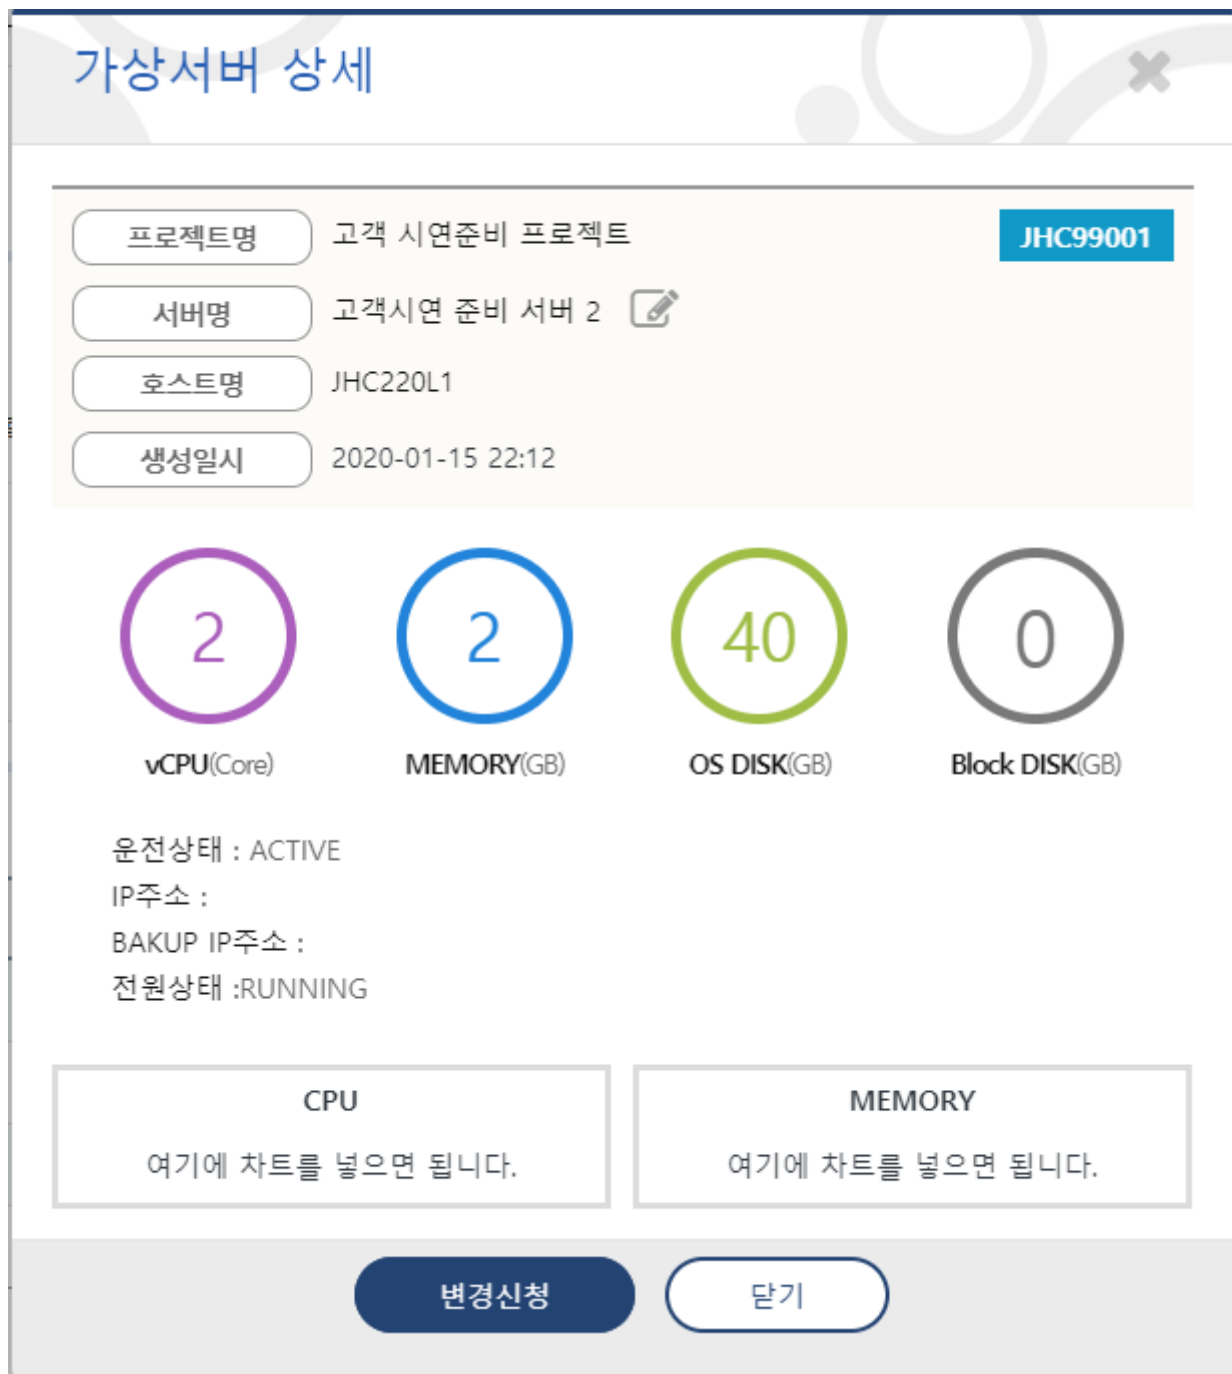 가상서버 상세
프로젝트명 고객 시연준비 프로젝트 JHC99001
서버명 고객시연 준비 서버 2
호스트명 JHC220L1
생성일시 2020-01-15 22:12
2 2 40 0
vCPU(Core) MEMORY(GB) OS DISK(GB) Block DISK(GB)
운전상태 : ACTIVE
IP주소 :
BAKUP IP주소 :
전원상태 :RUNNING
CPU MEMORY
여기에 차트를 넣으면 됩니다. 여기에 차트를 넣으면 됩니다.
변경신청 닫기